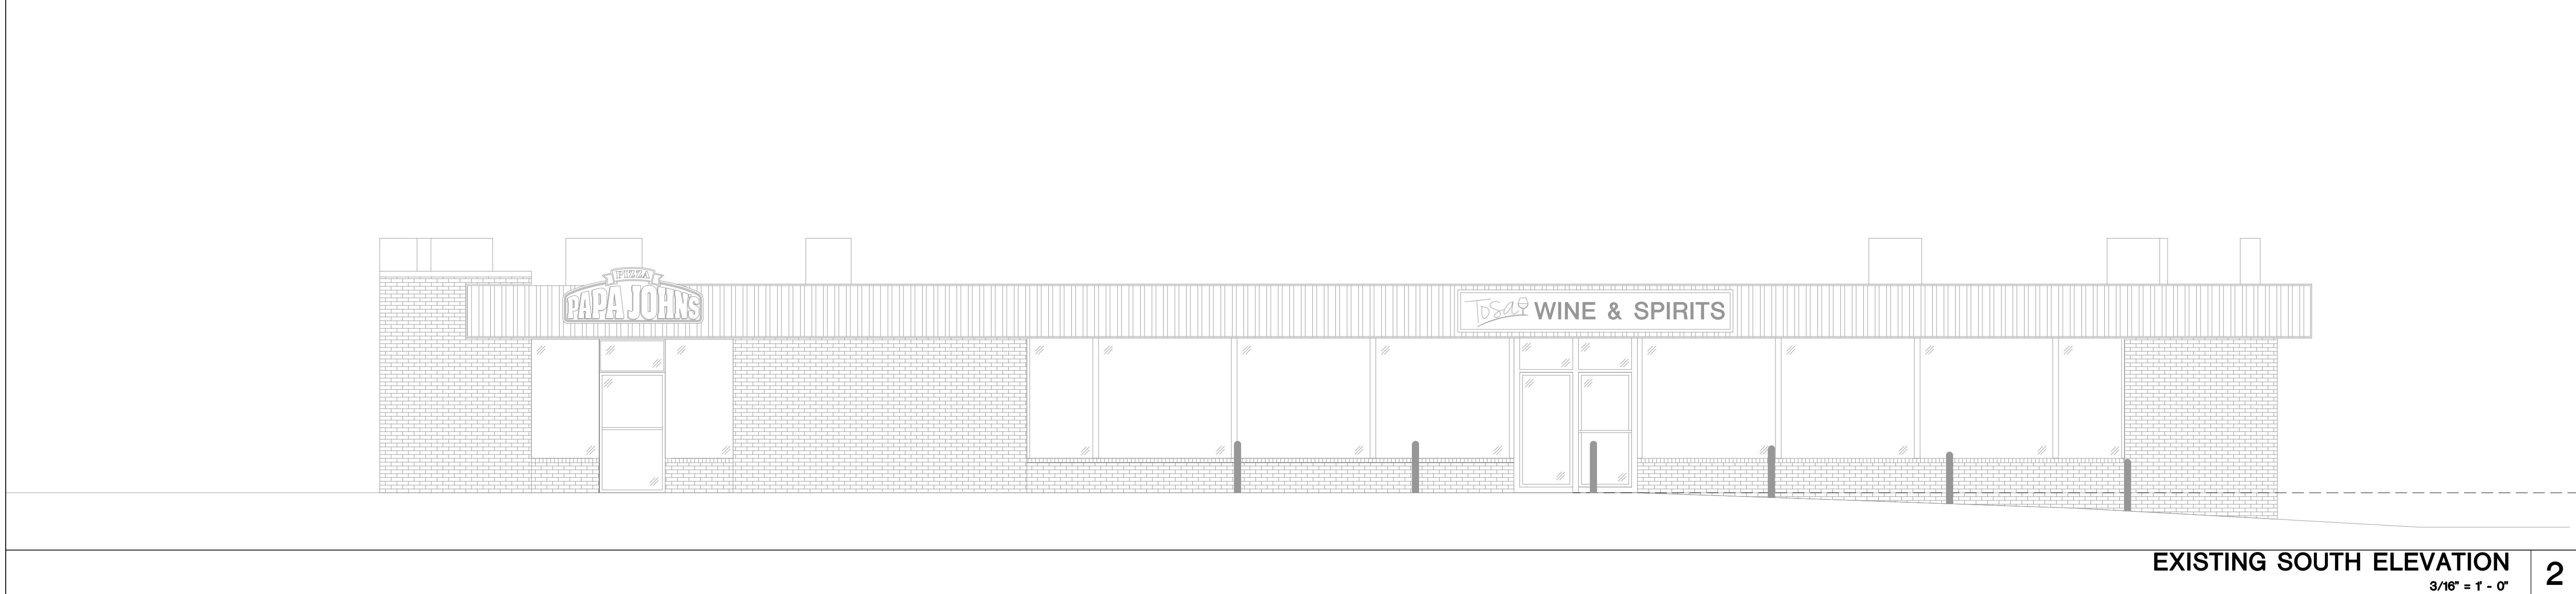 PIZZA
PAPA JOHNS
Tosa WINE & SPIRITS
EXISTING SOUTH ELEVATION
3/16" = 1' - 0"
2